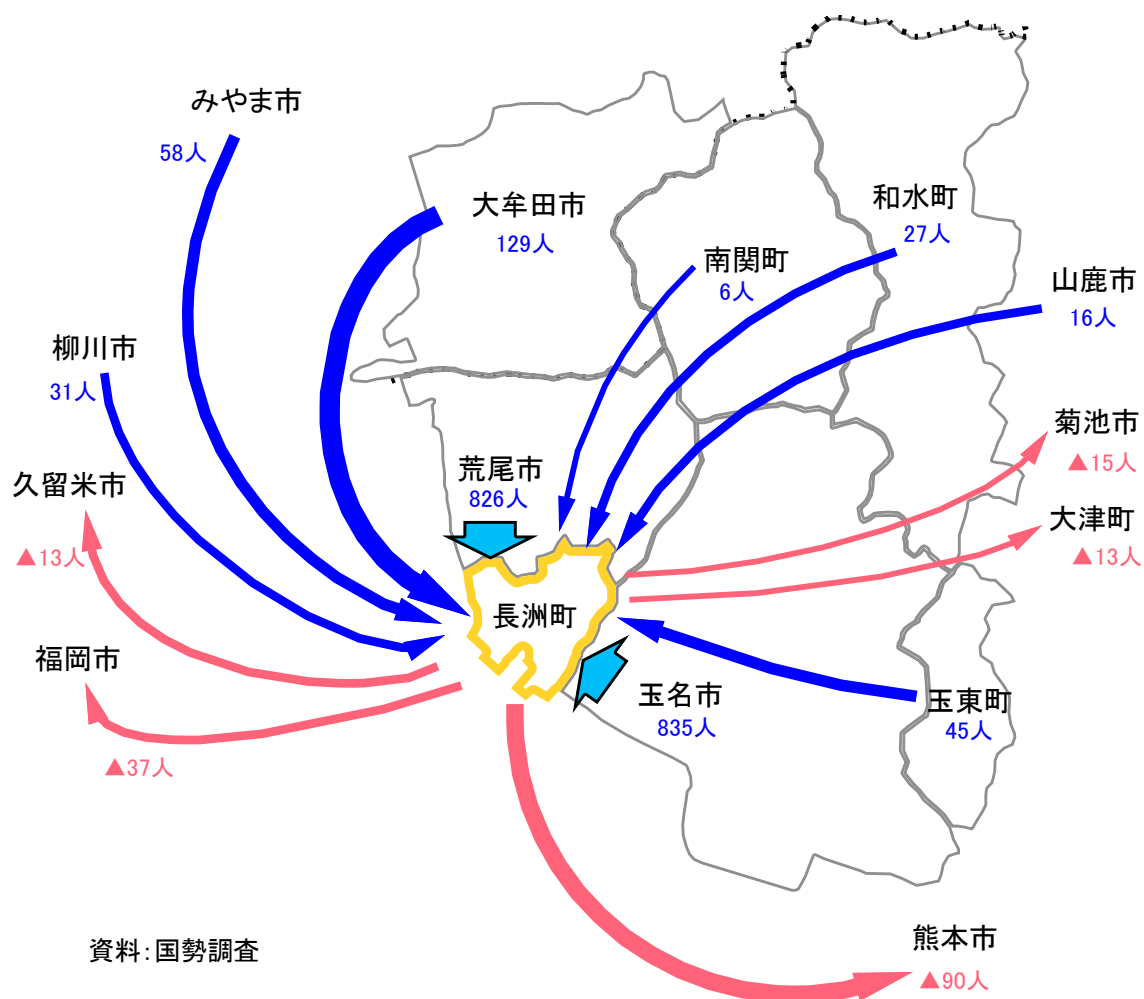 みやま市
58人
大牟田市
129人
和水町
27人
南関町
6人
山鹿市
16人
柳川市
31人
菊池市
▲15人
荒尾市
826人
久留米市
▲13人
大津町
▲13人
長洲町
福岡市
▲37人
玉名市
835人
玉東町
45人
資料:国勢調査
熊本市
▲90人